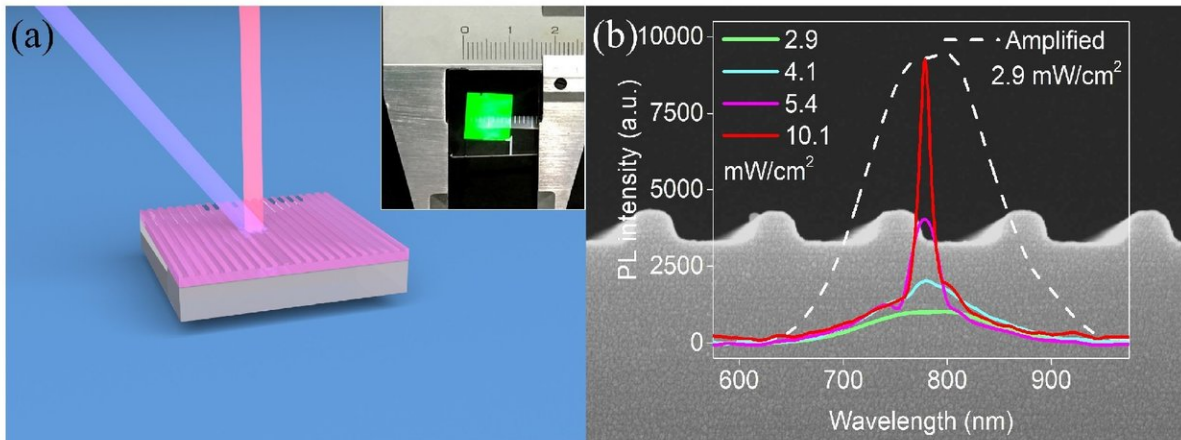 (a)
0 1 2
(b)
10000
7500
5000
2500
0
PL intensity (a.u.)
2.9
4.1
5.4
10.1
mW/cm²
Amplified
2.9 mW/cm²
600 700 800 900
Wavelength (nm)